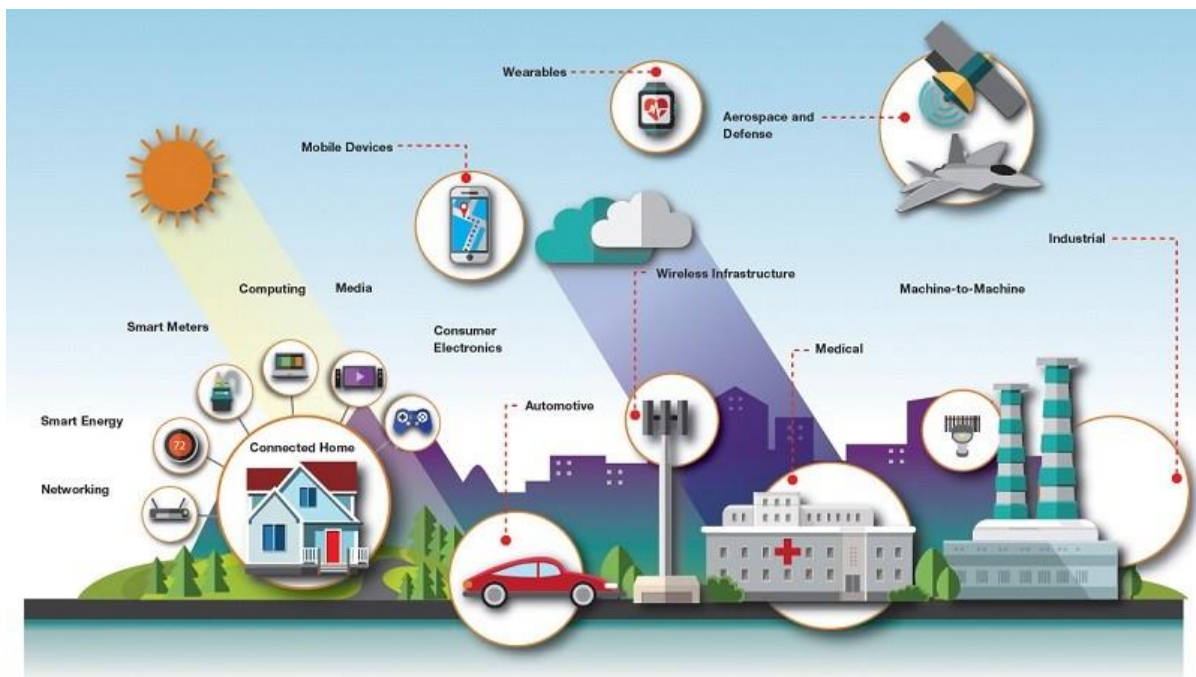 Wearables
Aerospace and
Defense
Mobile Devices
Industrial
Wireless Infrastructure
Computing
Media
Machine-to-Machine
Smart Meters
Consumer
Electronics
Medical
Automotive
Smart Energy
Connected Home
72
Networking